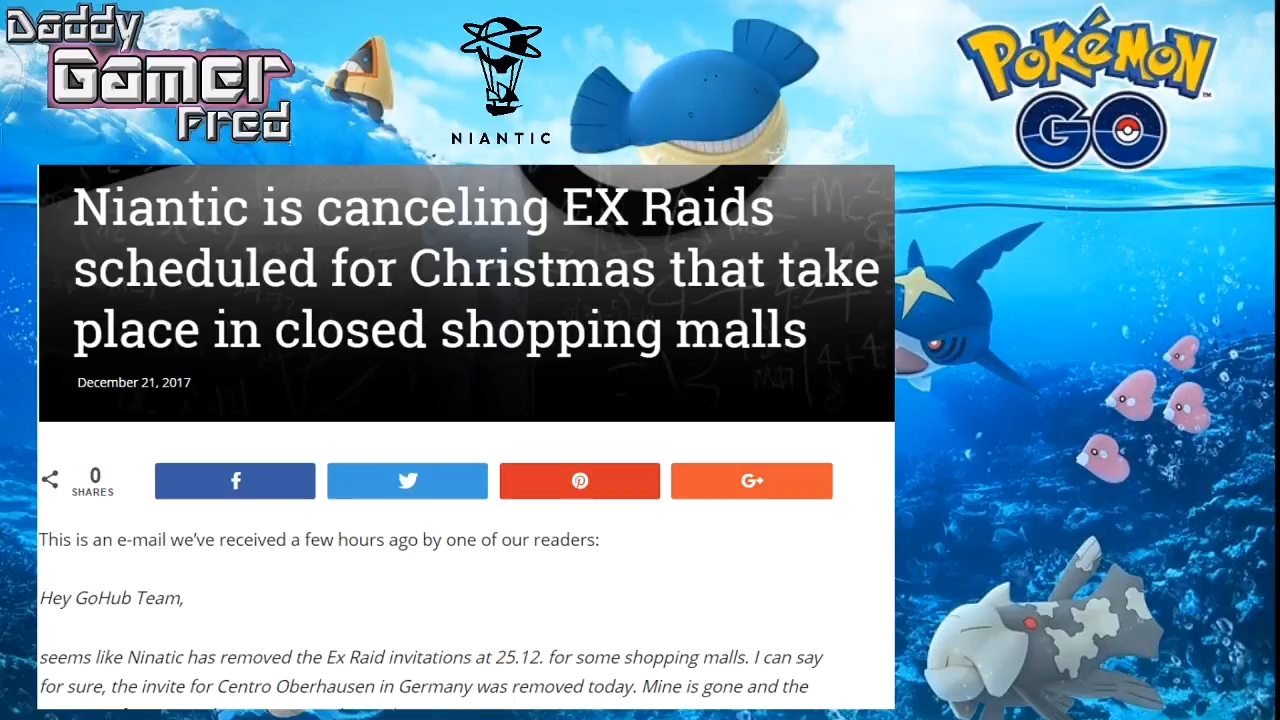 Daddy
Gamer
Fred
NIANTIC
POKéMON
GO
TM
Niantic is canceling EX Raids
scheduled for Christmas that take
place in closed shopping malls
December 21, 2017
0
SHARES
G+
This is an e-mail we've received a few hours ago by one of our readers:
Hey GoHub Team,
seems like Ninatic has removed the Ex Raid invitations at 25.12. for some shopping malls. I can say
for sure, the invite for Centro Oberhausen in Germany was removed today. Mine is gone and the